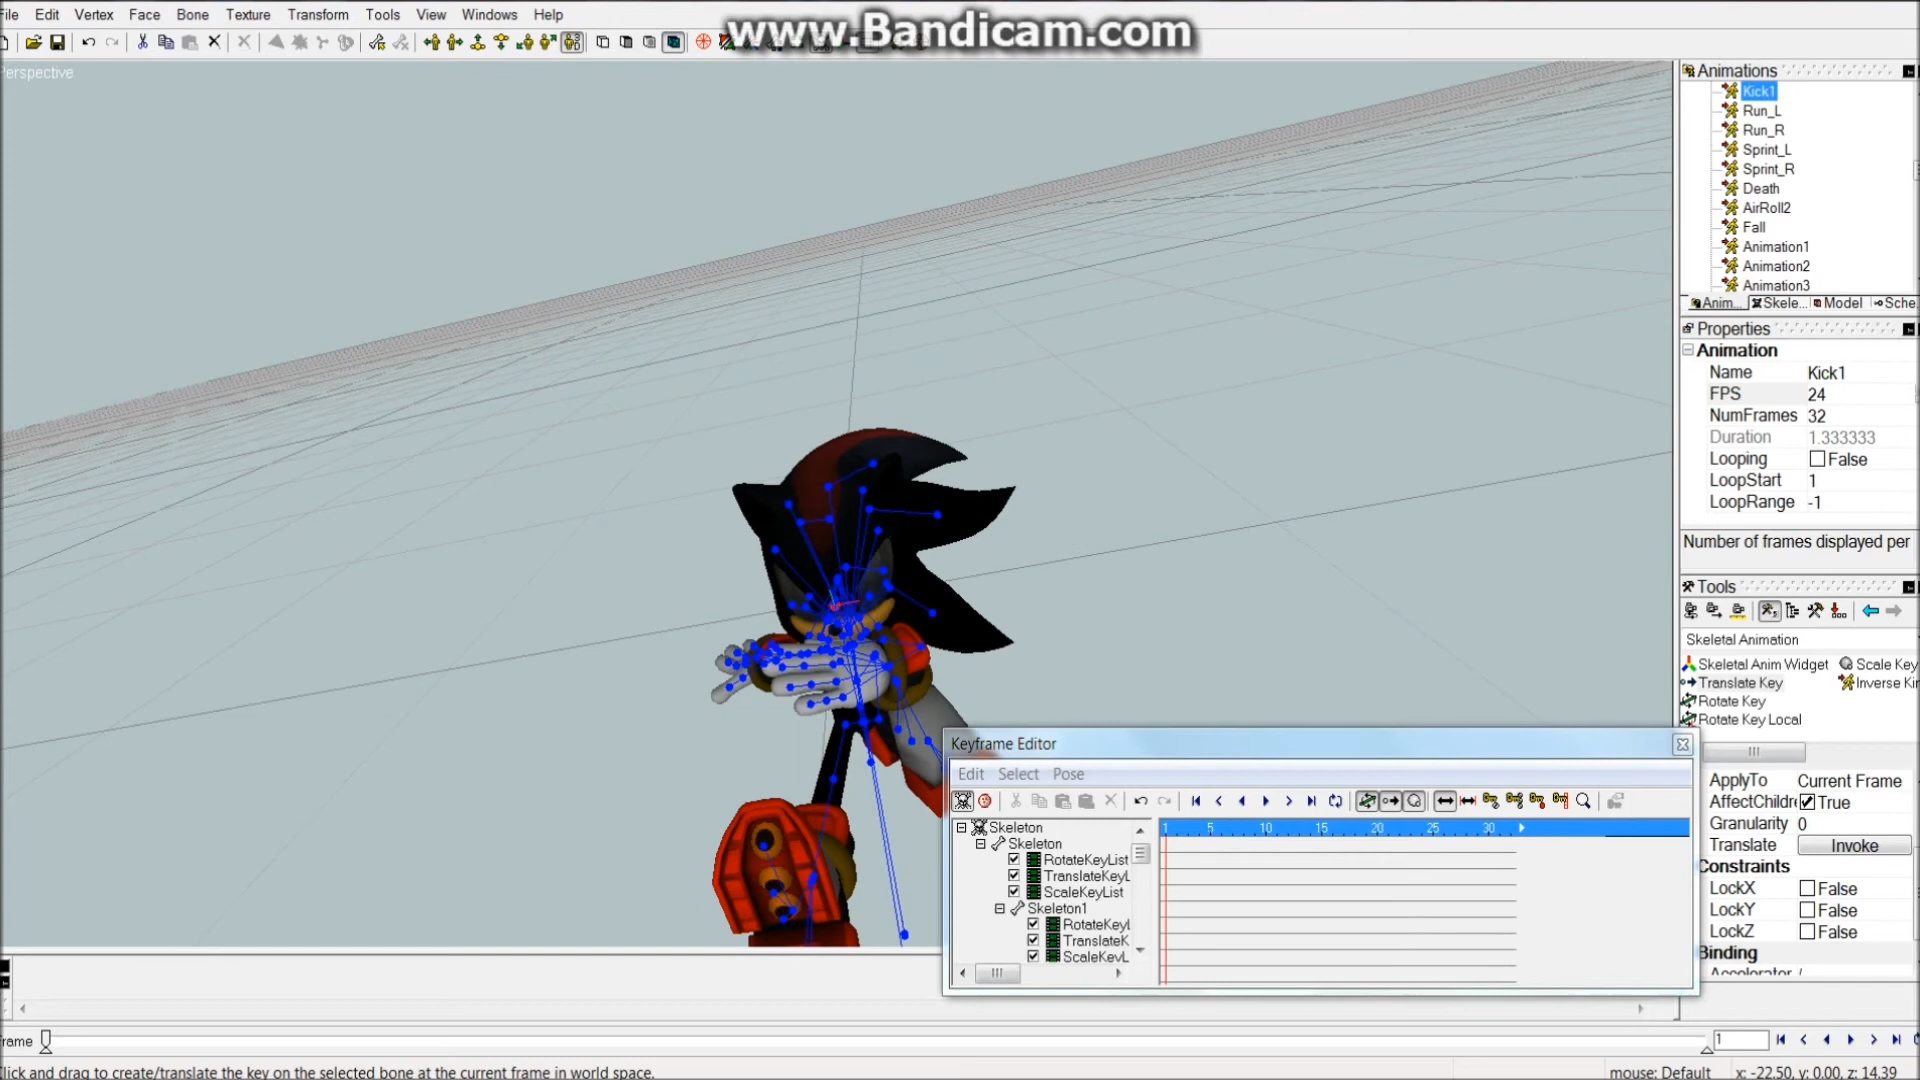 File Edit Vertex Face Bone Texture Transform Tools View Windows Help
www.Bandicam.com
Perspective
Animations
Kick1
Run_L
Run_R
Sprint_L
Sprint_R
Death
AirRoll2
Fall
Animation1
Animation2
Animation3
Anim... Skele... Model Sche
Properties
Animation
Name Kick1
FPS 24
NumFrames 32
Duration 1.333333
Looping False
LoopStart 1
LoopRange -1
Number of frames displayed per
Tools
Skeletal Animation
Skeletal Anim Widget Scale Key
Translate Key Inverse Kin
Rotate Key
Rotate Key Local
ApplyTo Current Frame
AffectChildre True
Granularity 0
Translate Invoke
Constraints
LockX False
LockY False
LockZ False
Binding
Accelerator /
Keyframe Editor
Edit Select Pose
Skeleton
Skeleton
RotateKeyList
TranslateKeyL
ScaleKeyList
Skeleton1
RotateKeyL
TranslateK
ScaleKeyL
1 5 10 15 20 25 30
rame
1
lick and drag to create/translate the key on the selected bone at the current frame in world space.
mouse: Default
x: -22.50, y: 0.00, z: 14.39